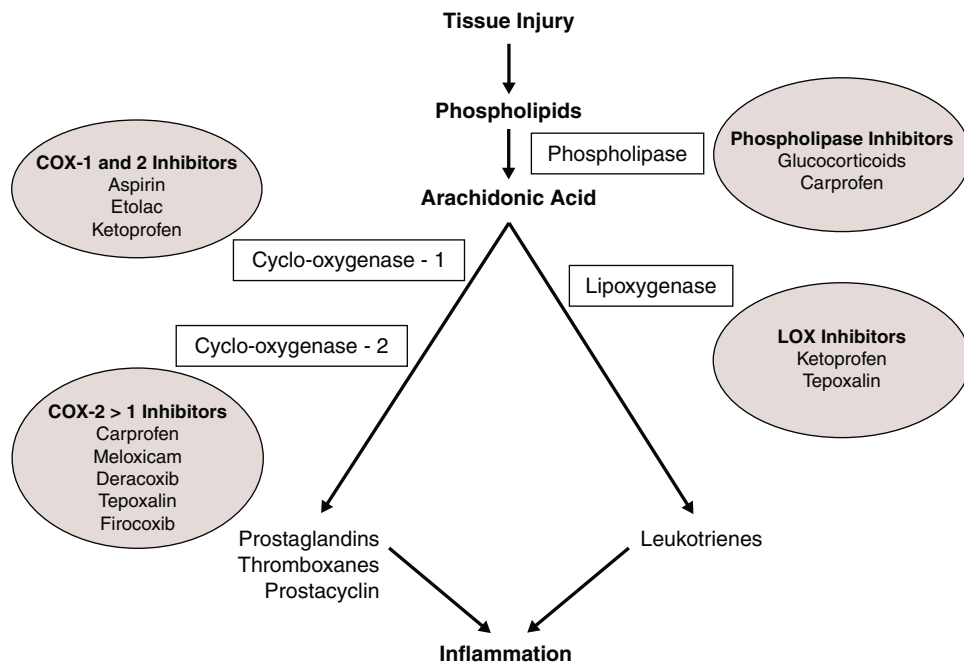 Tissue Injury
Phospholipids
Phospholipase
Phospholipase Inhibitors
Glucocorticoids
Carprofen
COX-1 and 2 Inhibitors
Aspirin
Etolac
Ketoprofen
Arachidonic Acid
Cyclo-oxygenase - 1
Lipoxygenase
LOX Inhibitors
Ketoprofen
Tepoxalin
Cyclo-oxygenase - 2
COX-2 > 1 Inhibitors
Carprofen
Meloxicam
Deracoxib
Tepoxalin
Firocoxib
Prostaglandins
Thromboxanes
Prostacyclin
Leukotrienes
Inflammation